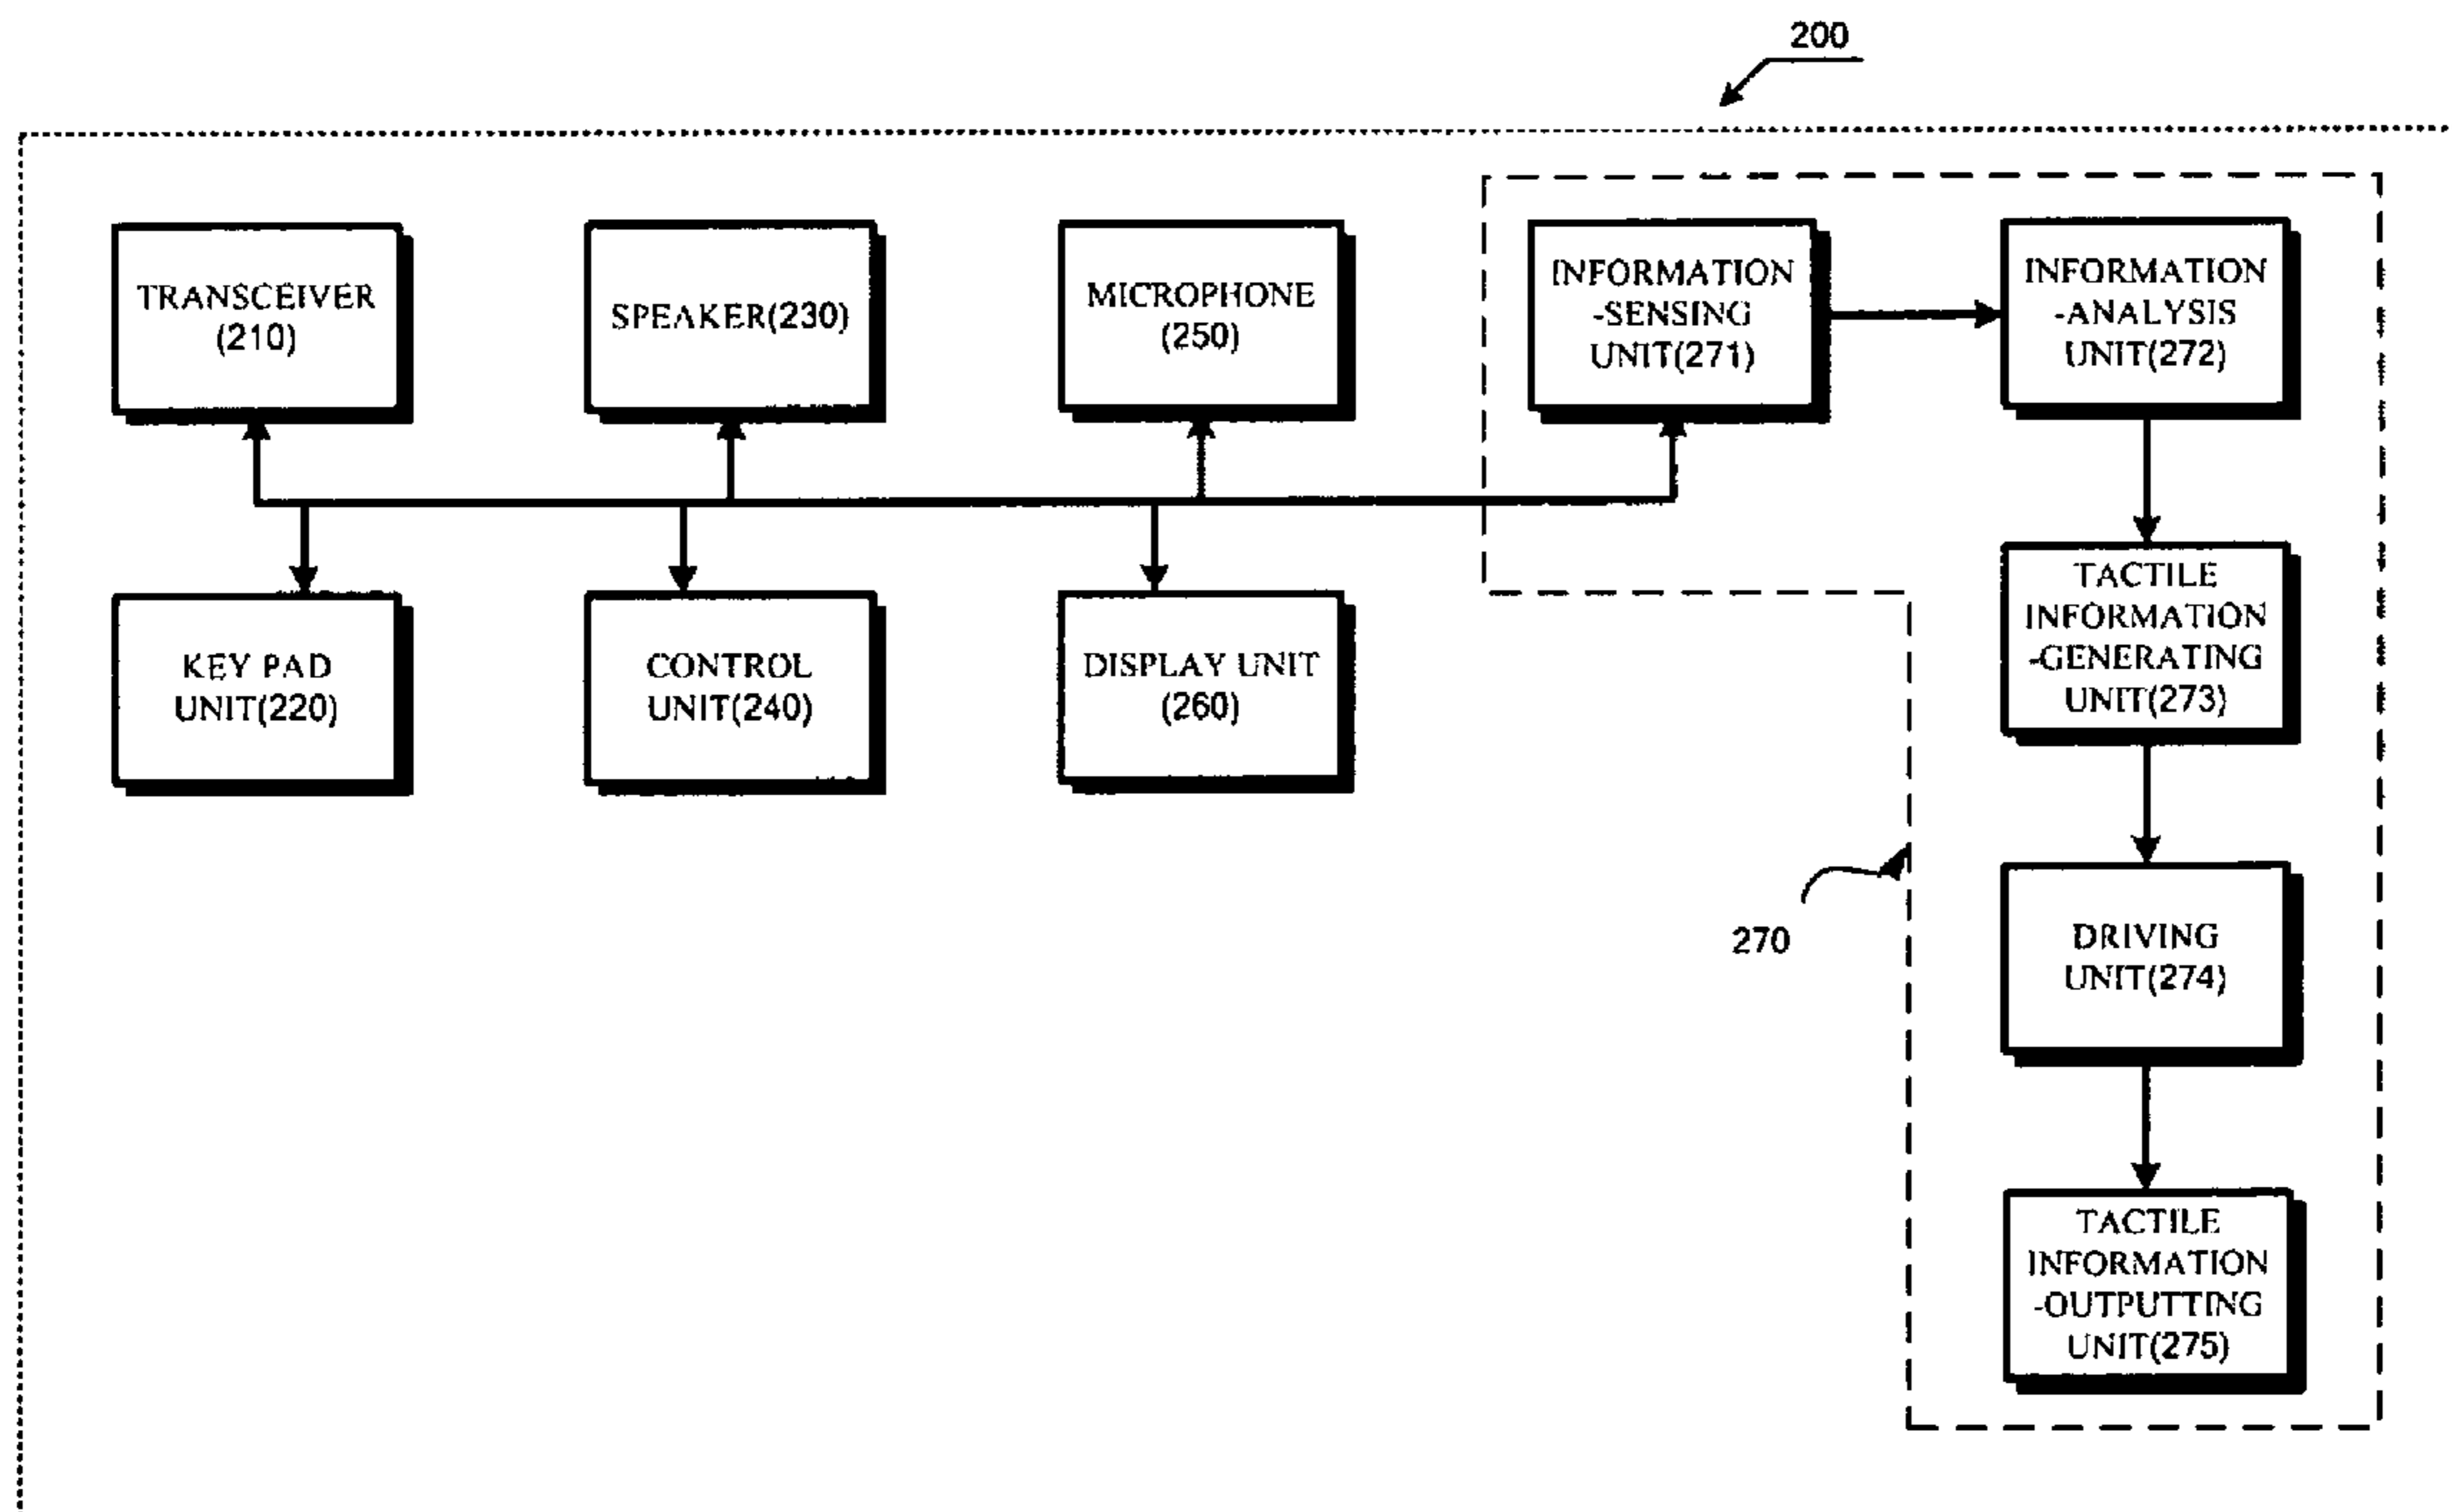 200
TRANSCEIVER
(210)
SPEAKER(230)
MICROPHONE
(250)
INFORMATION
-SENSING
UNIT(271)
INFORMATION
-ANALYSIS
UNIT(272)
KEY PAD
UNIT(220)
CONTROL
UNIT(240)
DISPLAY UNIT
(260)
TACTILE
INFORMATION
-GENERATING
UNIT(273)
270
DRIVING
UNIT(274)
TACTILE
INFORMATION
-OUTPUTTING
UNIT(275)